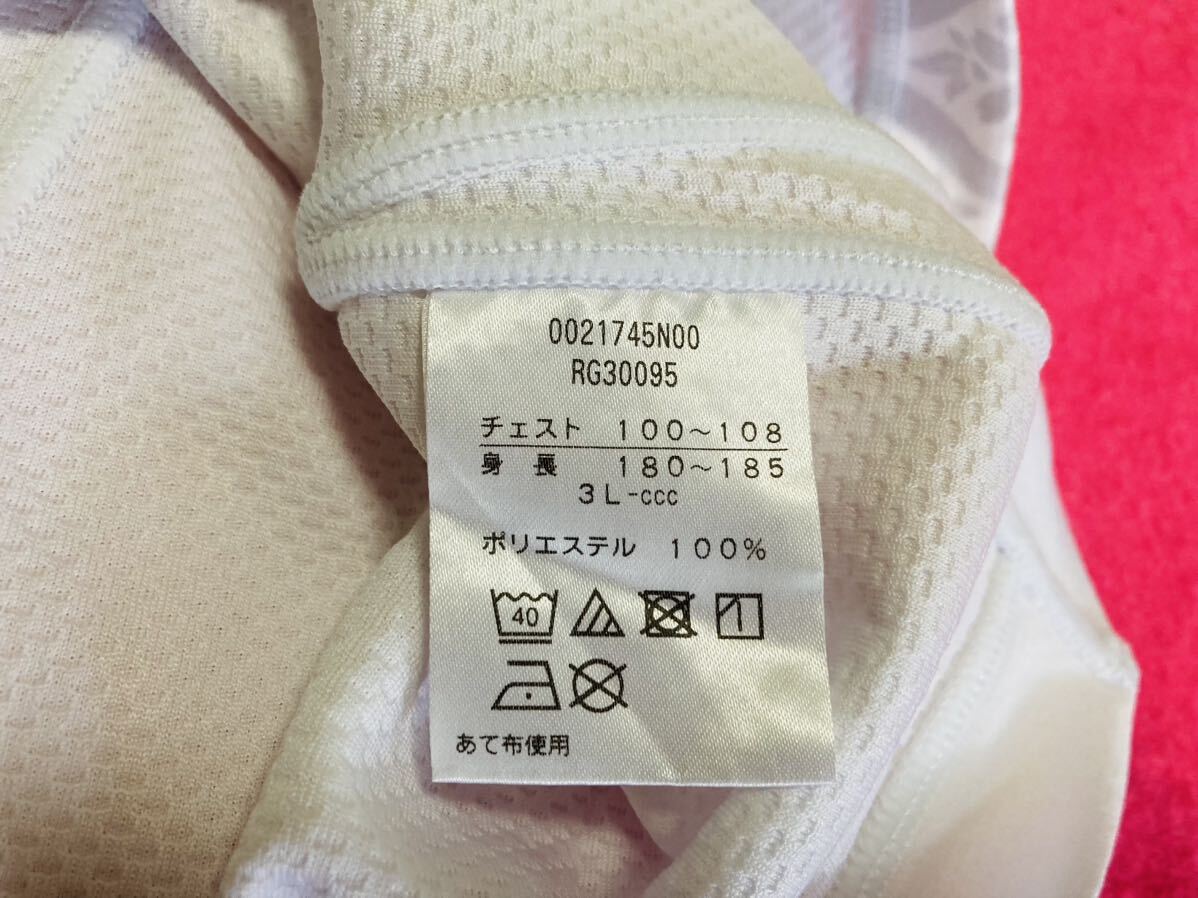 0021745N00
RG30095
チェスト 100～108
身長 180～185
3L-ccc
ポリエステル 100%
40
あて布使用